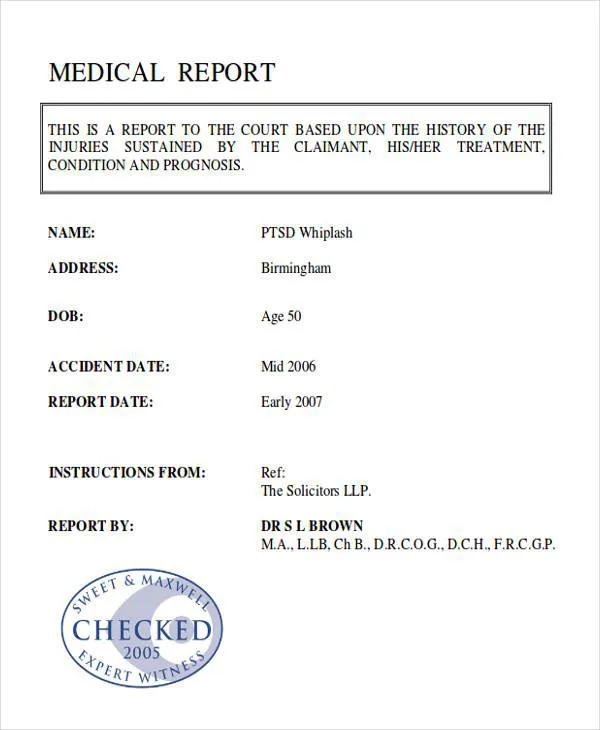 MEDICAL REPORT
THIS IS A REPORT TO THE COURT BASED UPON THE HISTORY OF THE
INJURIES SUSTAINED BY THE CLAIMANT, HIS/HER TREATMENT,
CONDITION AND PROGNOSIS.
NAME: PTSD Whiplash
ADDRESS: Birmingham
DOB: Age 50
ACCIDENT DATE: Mid 2006
REPORT DATE: Early 2007
INSTRUCTIONS FROM: Ref:
The Solicitors LLP.
REPORT BY: DR S L BROWN
M.A., L.LB, Ch B., D.R.C.O.G., D.C.H., F.R.C.G.P.
SWEET & MAXWELL
CHECKED
2005
EXPERT WITNESS